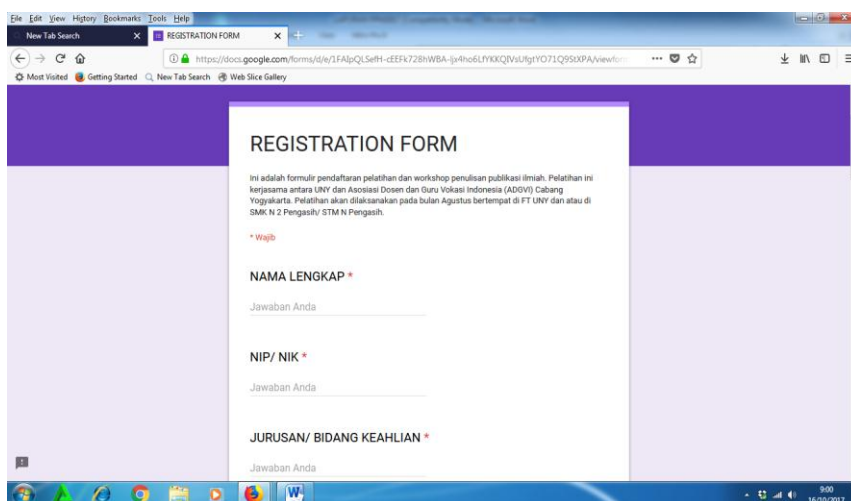 File Edit View History Bookmarks Tools Help
New Tab Search
REGISTRATION FORM
https://docs.google.com/forms/d/e/
Most Visited Getting Started New Tab Search Web Slice Gallery
REGISTRATION FORM
Ini adalah formulir pendaftaran pelatihan dan workshop penulisan publikasi ilmiah. Pelatihan ini
kerjasama antara UNY dan Asosiasi Dosen dan Guru Vokasi Indonesia (ADGVI) Cabang
Yogyakarta. Pelatihan akan dilaksanakan pada bulan Agustus bertempat di FT UNY dan atau di
SMK N 2 Pengasih/ STM N Pengasih.
* Wajib
NAMA LENGKAP *
Jawaban Anda
NIP/ NIK *
Jawaban Anda
JURUSAN/ BIDANG KEAHLIAN *
Jawaban Anda
9:00
16/10/2017